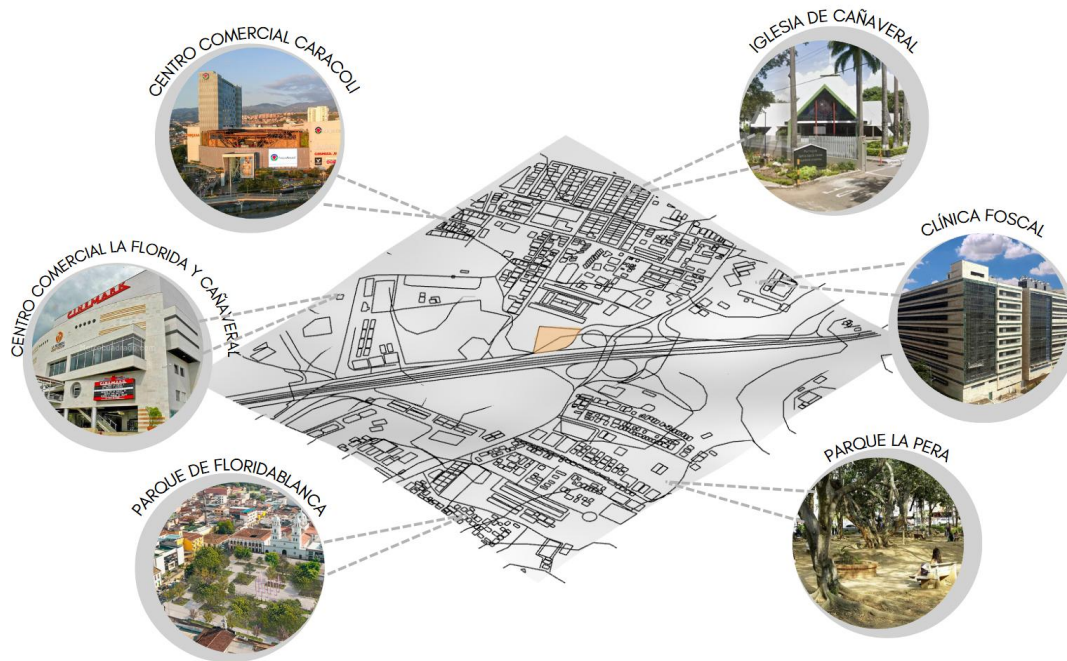 CENTRO COMERCIAL CARACOLI
IGLESIA DE CAÑAVERAL
CENTRO COMERCIAL LA FLORIDA Y CAÑAVERAL
CINEMARK
CLÍNICA FOSCAL
PARQUE DE FLORIDABLANCA
PARQUE LA PERA